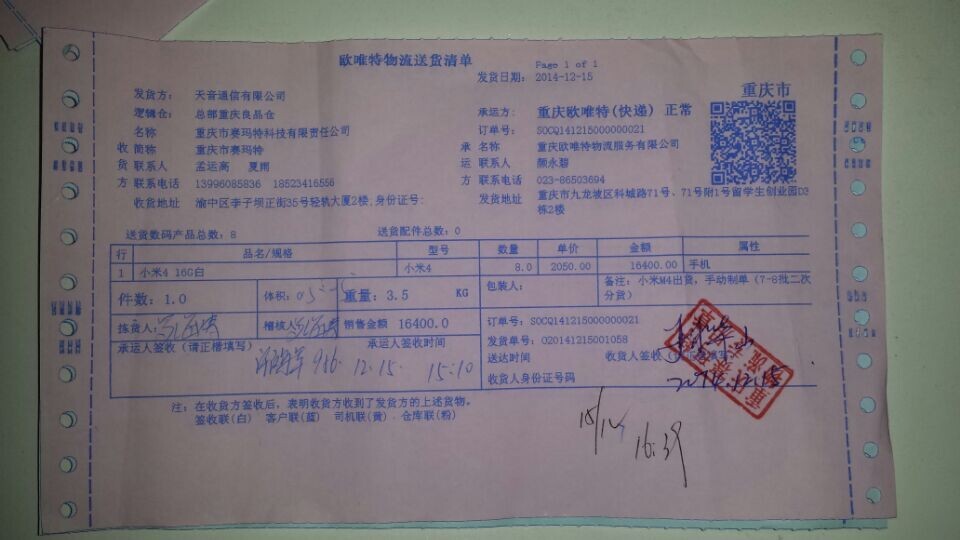 欧唯特物流送货清单
Page 1 of 1
发货日期: 2014-12-15
重庆市
发货方: 天音通信有限公司
逻辑仓: 总部重庆良品仓
收货方
名称 重庆市赛玛特科技有限责任公司
简称 重庆市赛玛特
联系人 孟运高 夏雨
联系电话 13996085836 18523416556
收货地址 渝中区李子坝正街35号轻轨大厦2楼;身份证号:
承运方: 重庆欧唯特(快递) 正常
订单号: SOCQ141215000000021
承运方
名称 重庆欧唯特物流服务有限公司
联系人 颜永碧
联系电话 023-86503694
发货地址 重庆市九龙坡区科城路71号、71号附1号留学生创业园D3
栋2楼
送货数码产品总数: 8 送货配件总数: 0
行 品名/规格 型号 数量 单价 金额 属性
1 小米4 16G白 小米4 8.0 2050.00 16400.00 手机
件数: 1.0 体积: 重量: 3.5 KG 包装人:
备注: 小米M4出货, 手动制单 (7-8批二次
分货)
拣货人: 稽核人: 销售金额 16400.0
订单号: SOCQ141215000000021
发货单号: 020141215001058
承运人签收 (请正楷填写) 承运人签收时间
936 12.15. 15:10
送达时间 收货人签收
收货人身份证号码
2014.12.15
注: 在收货方签收后, 表明收货方收到了发货方的上述货物。
签收联(白) 客户联(蓝) 司机联(黄) 仓库联(粉)
16:39